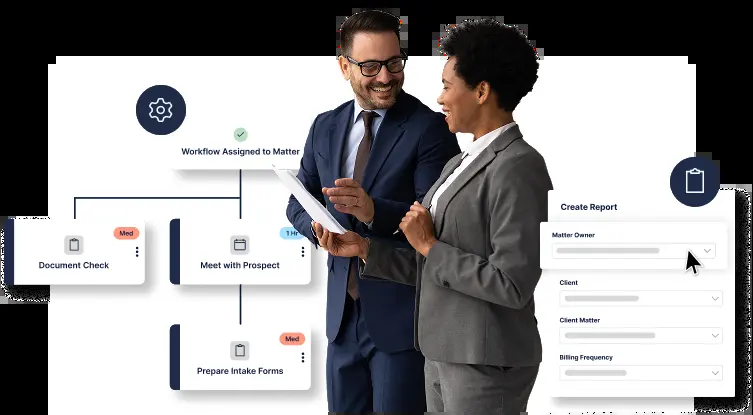 Workflow Assigned to Matter
Med
Document Check
1 Hr
Meet with Prospect
Med
Prepare Intake Forms
Create Report
Matter Owner
Client
Client Matter
Billing Frequency